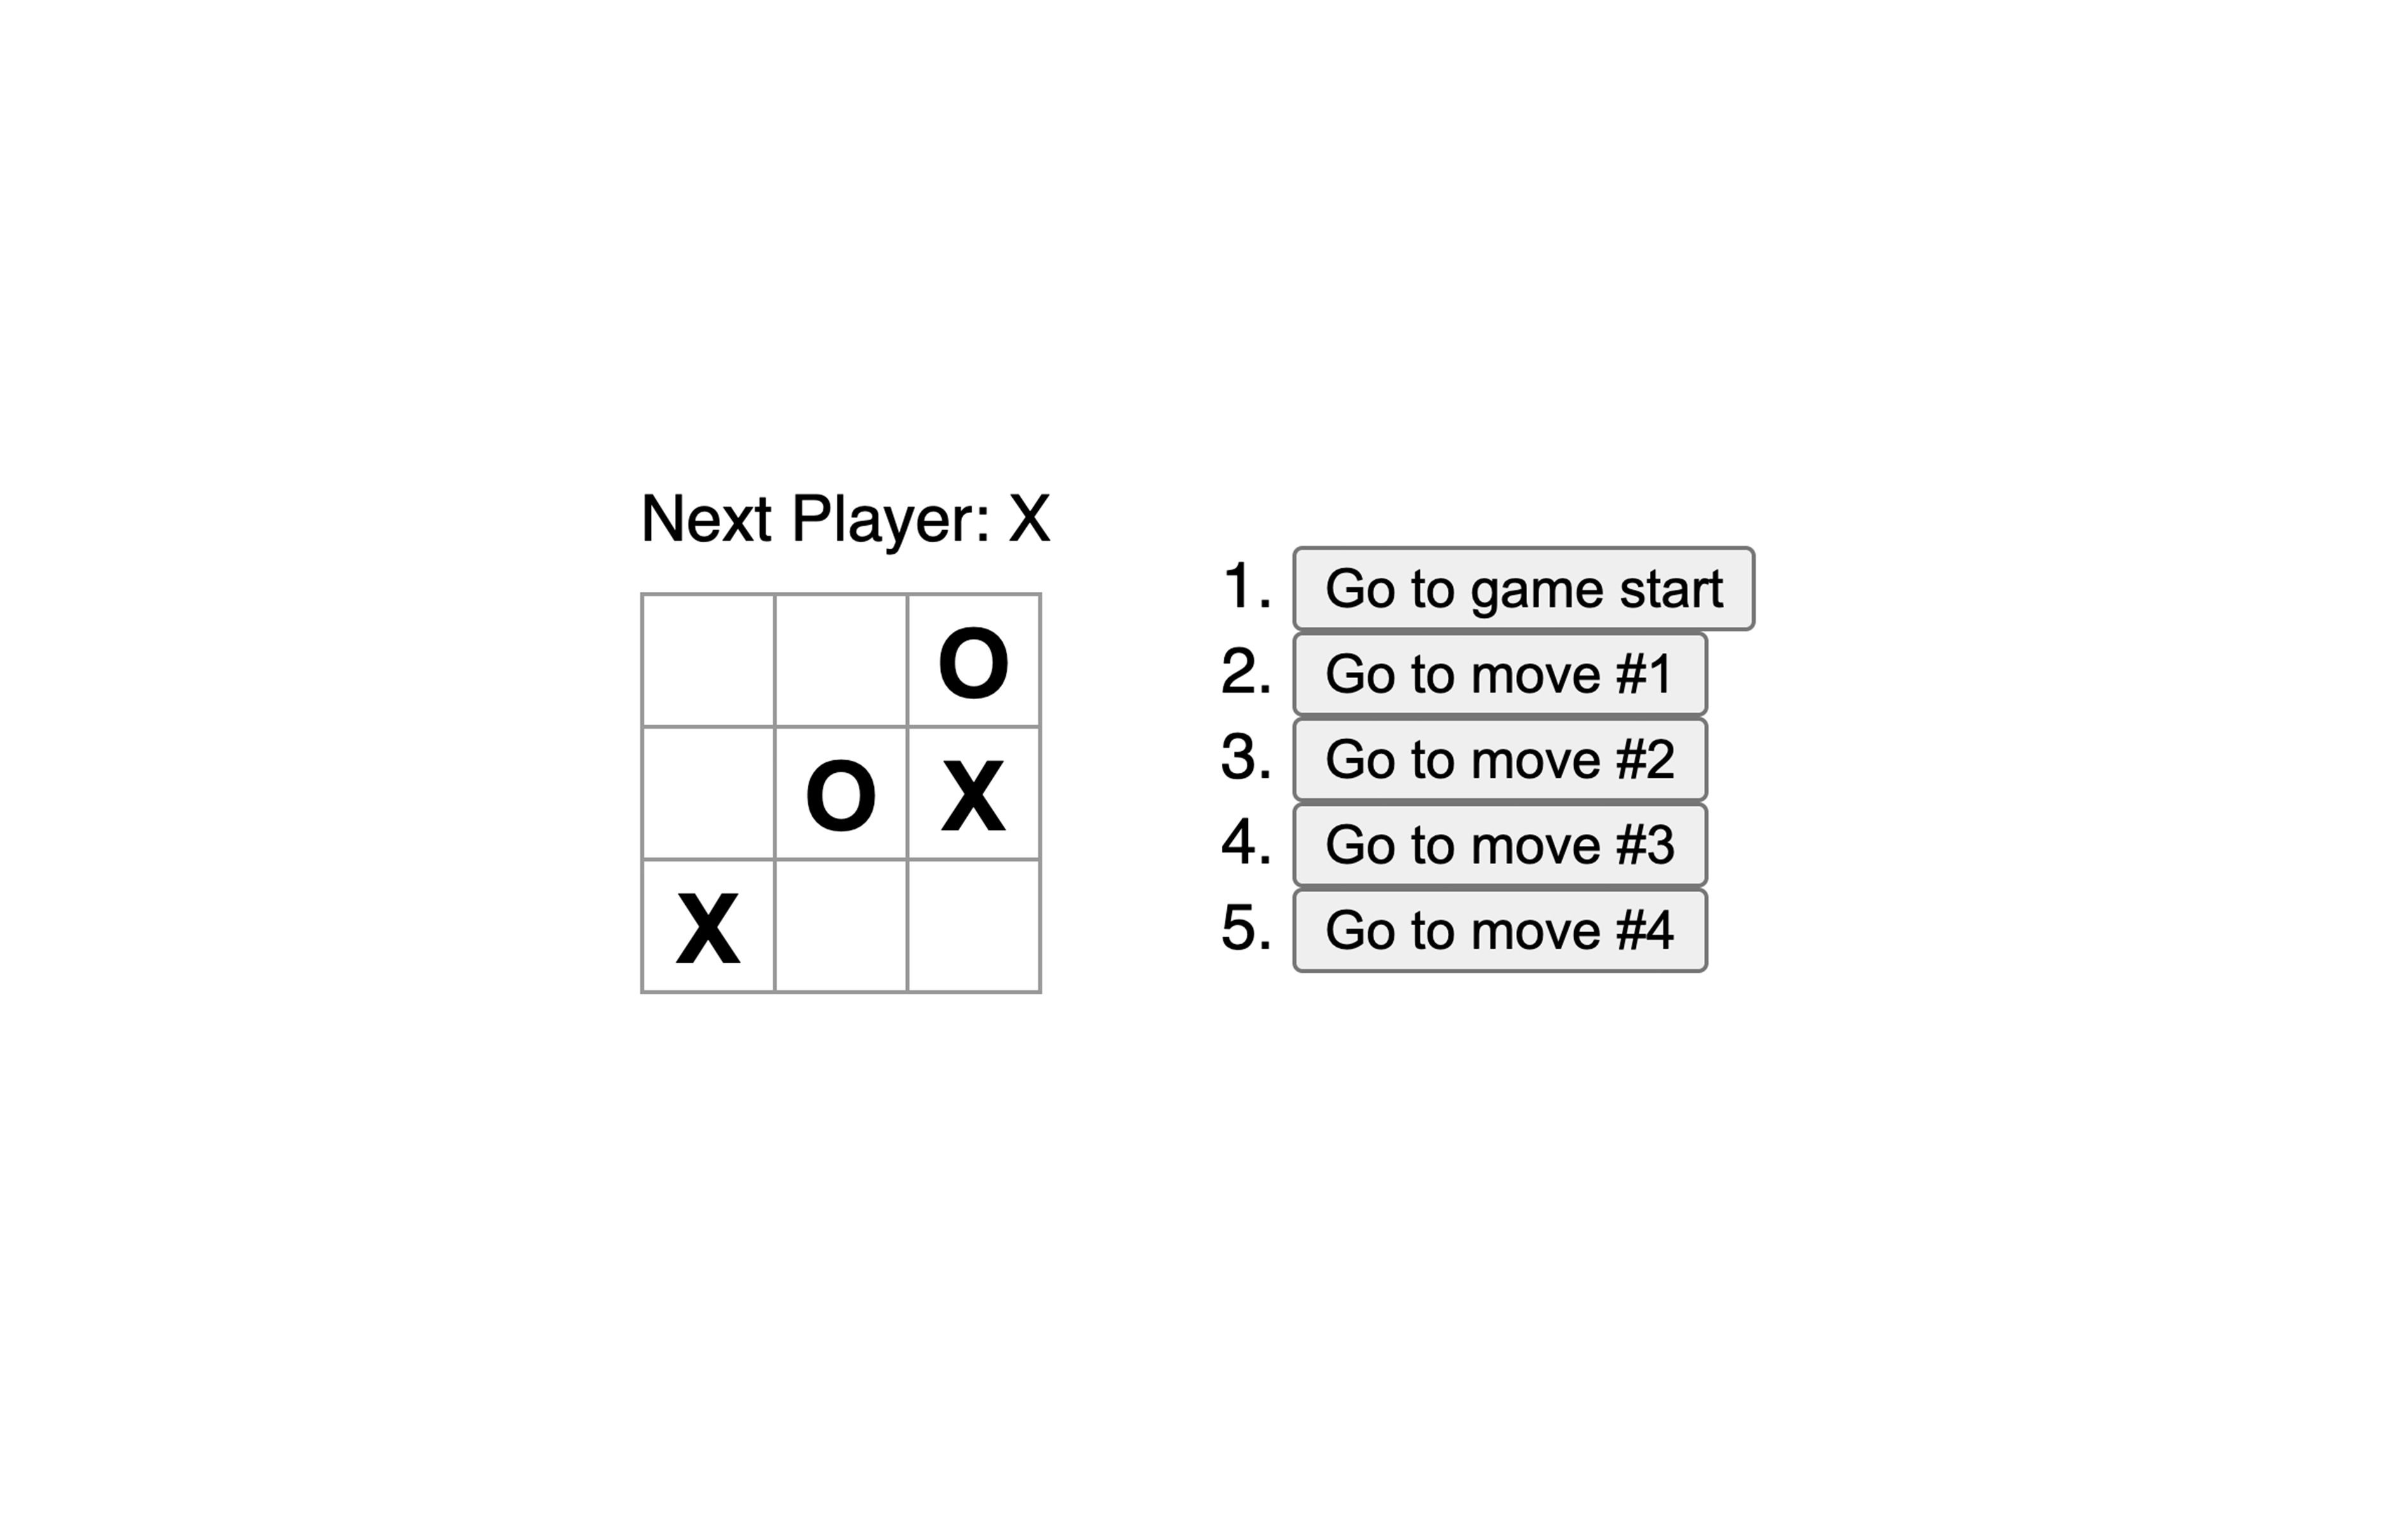 Next Player: X
O
O X
X
1. Go to game start
2. Go to move #1
3. Go to move #2
4. Go to move #3
5. Go to move #4